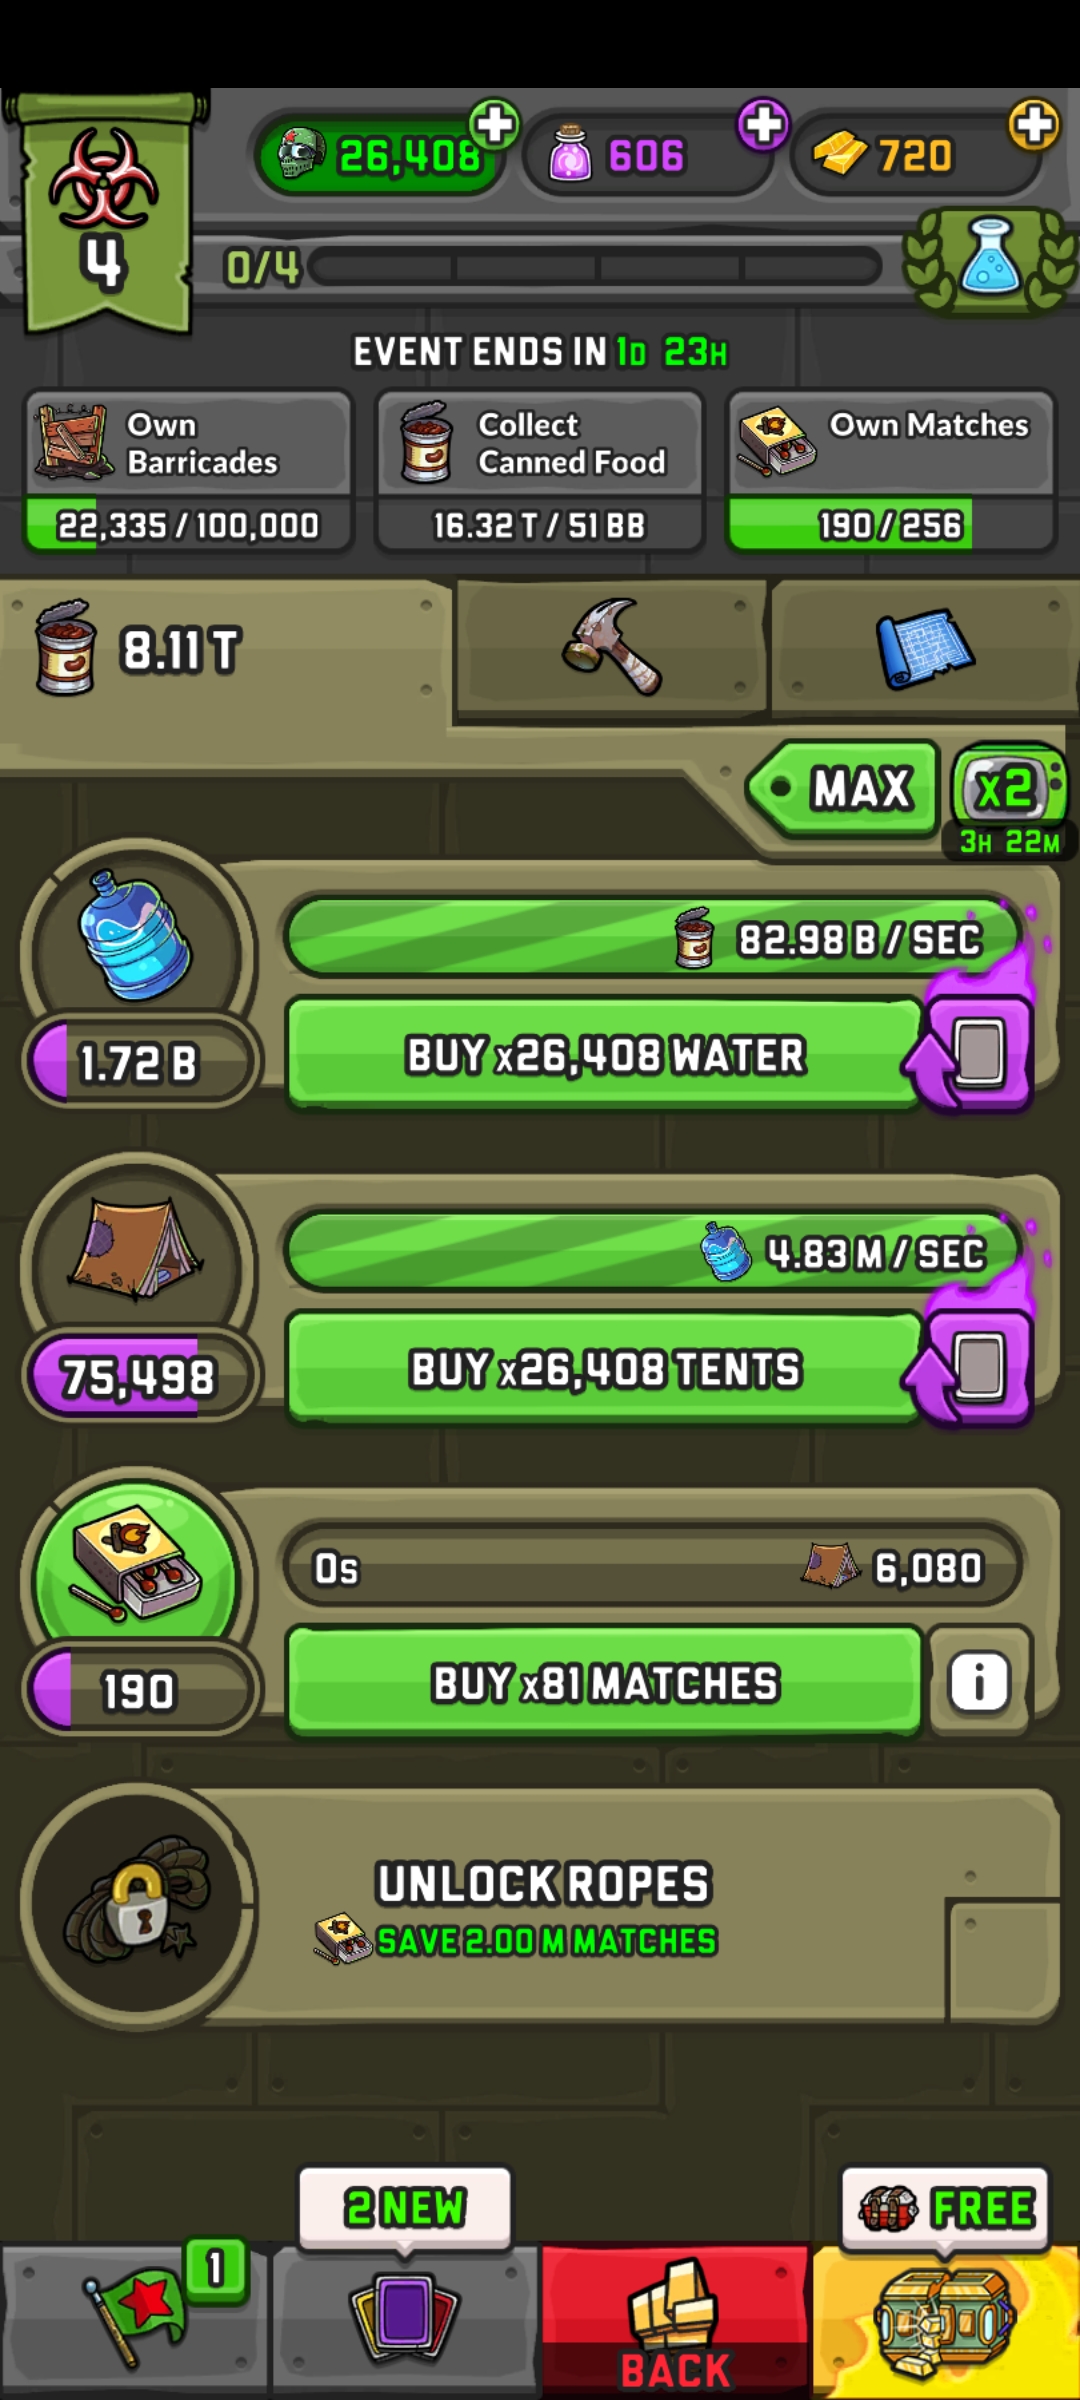 26,408
606
720
4
0/4
EVENT ENDS IN 1D 23H
Own
Barricades
22,335 / 100,000
Collect
Canned Food
16.32 T / 51 BB
Own Matches
190 / 256
8.11 T
MAX
x2
3H 22M
82.98 B / SEC
1.72 B
BUY x26,408 WATER
4.83 M / SEC
75,498
BUY x26,408 TENTS
0s
6,080
190
BUY x81 MATCHES
i
UNLOCK ROPES
SAVE 2.00 M MATCHES
2 NEW
FREE
1
BACK